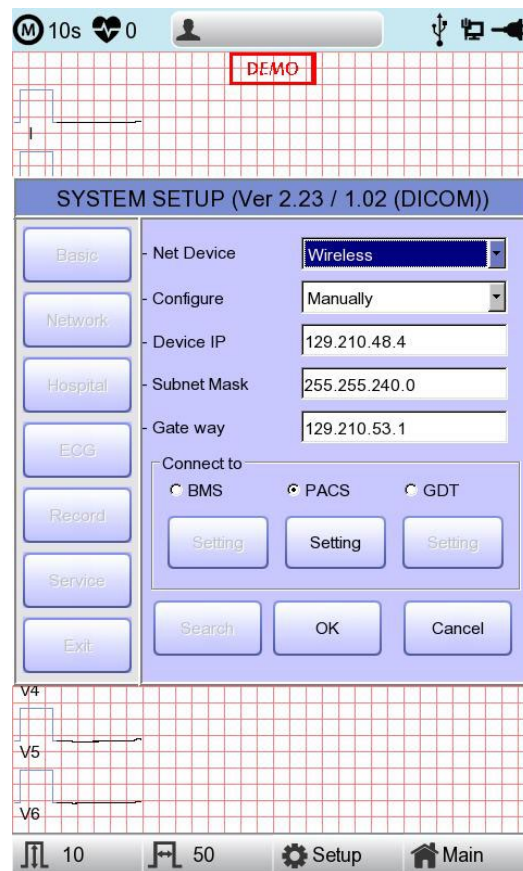 M 10s 0
DEMO
I
SYSTEM SETUP (Ver 2.23 / 1.02 (DICOM))
Basic
Network
Hospital
ECG
Record
Service
Exit
- Net Device Wireless
- Configure Manually
- Device IP 129.210.48.4
- Subnet Mask 255.255.240.0
- Gate way 129.210.53.1
Connect to
BMS PACS GDT
Setting Setting Setting
Search OK Cancel
V4
V5
V6
10 50 Setup Main